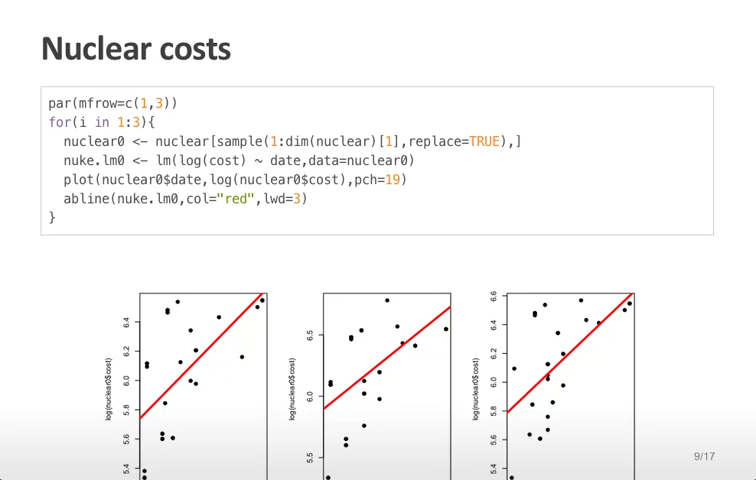 Nuclear costs
par(mfrow=c(1,3))
for(i in 1:3){
nuclear0 <- nuclear[sample(1:dim(nuclear)[1],replace=TRUE),]
nuke.lm0 <- lm(log(cost) ~ date,data=nuclear0)
plot(nuclear0$date,log(nuclear0$cost),pch=19)
abline(nuke.lm0,col="red",lwd=3)
}
log(nuclear0$cost)
6.4
6.2
6.0
5.8
5.6
5.4
log(nuclear0$cost)
6.5
6.0
5.5
log(nuclear0$cost)
6.6
6.4
6.2
6.0
5.8
5.6
5.4
9/17